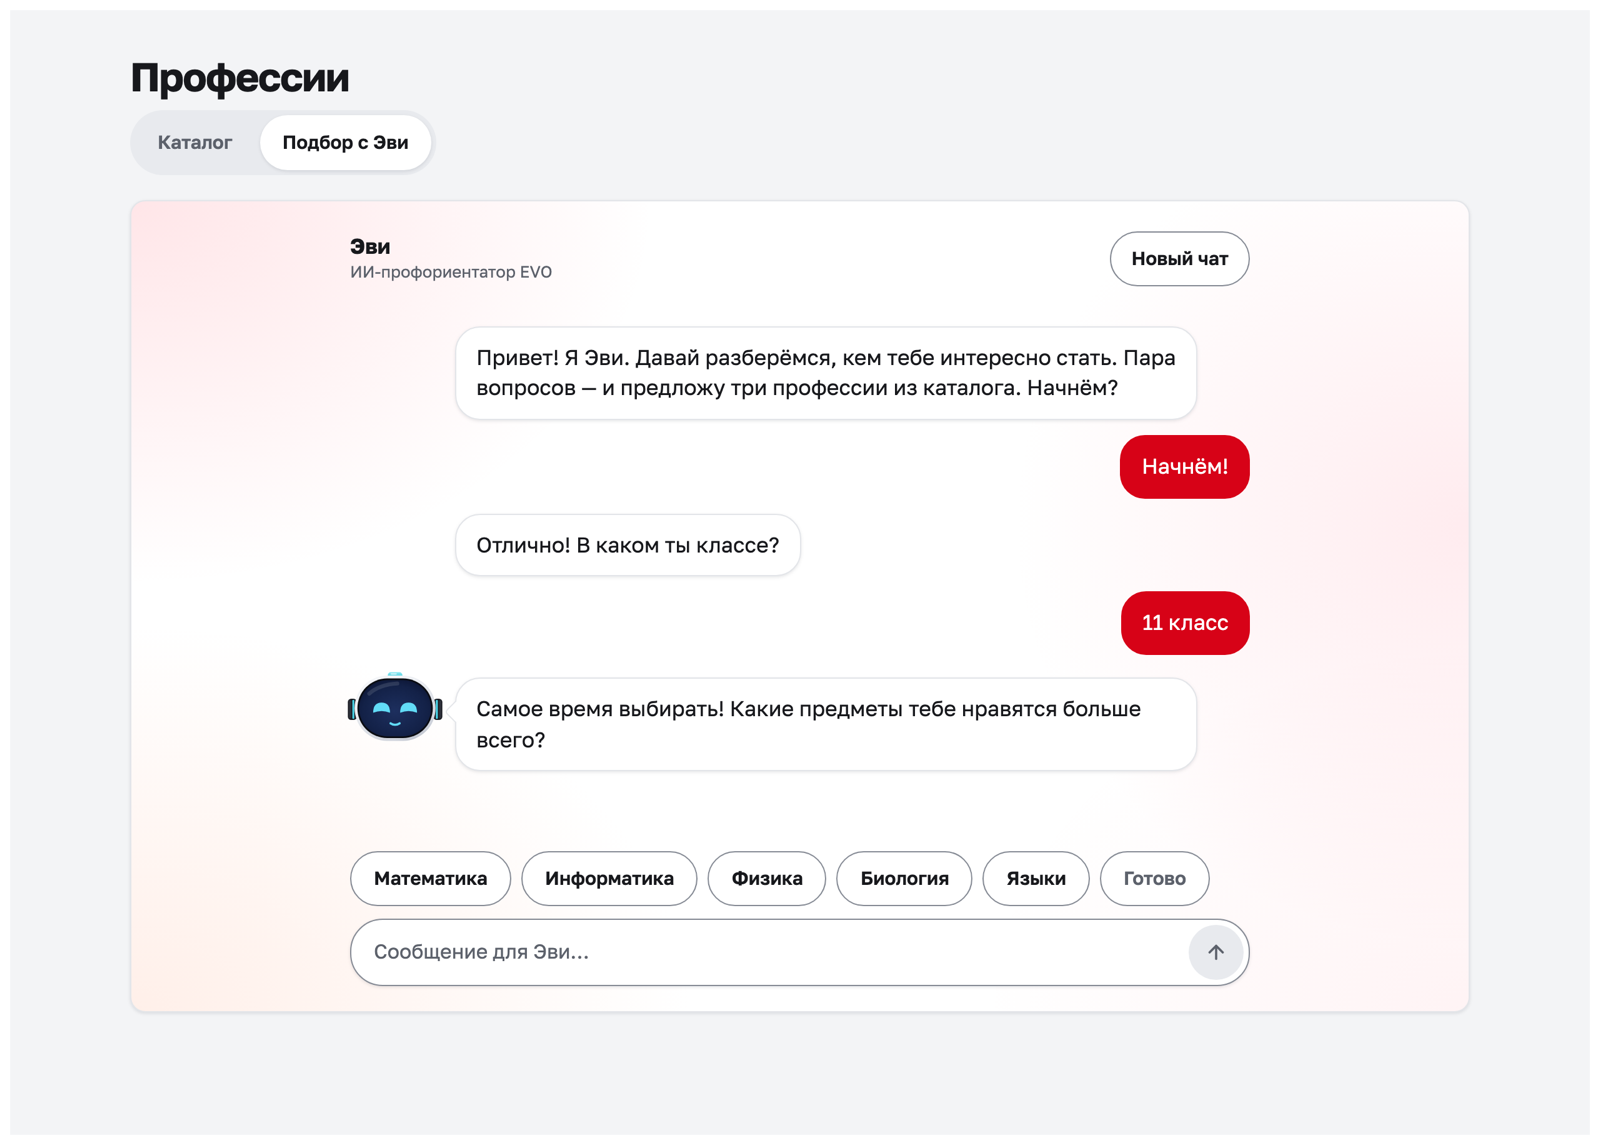 Профессии
Каталог
Подбор с Эви
Эви
ИИ-профориентатор EVO
Новый чат
Привет! Я Эви. Давай разберёмся, кем тебе интересно стать. Пара
вопросов — и предложу три профессии из каталога. Начнём?
Начнём!
Отлично! В каком ты классе?
11 класс
Самое время выбирать! Какие предметы тебе нравятся больше
всего?
Математика
Информатика
Физика
Биология
Языки
Готово
Сообщение для Эви...